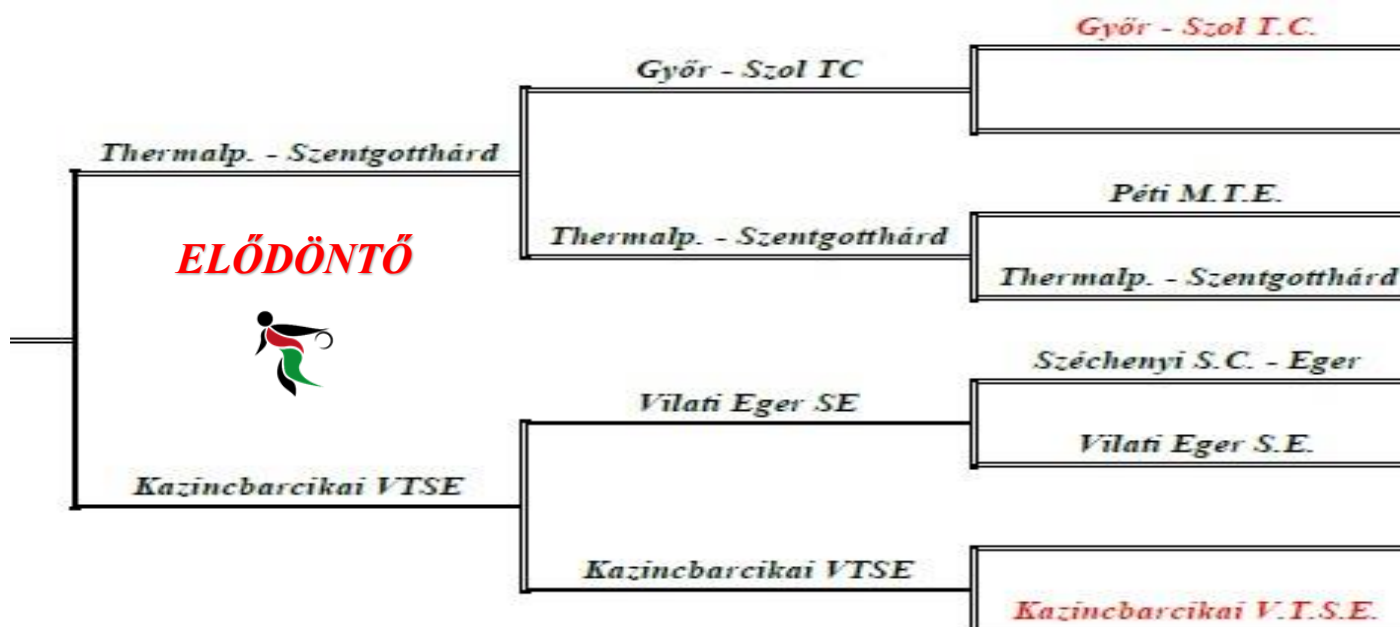 Győr - Szol T.C.
Győr - Szol TC
Thermalp. - Szentgotthárd
Péti M.T.E.
Thermalp. - Szentgotthárd
ELŐDÖNTŐ
Thermalp. - Szentgotthárd
Széchenyi S.C. - Eger
Vilati Eger SE
Vilati Eger S.E.
Kazincbarcikai VTSE
Kazincbarcikai VTSE
Kazincbarcikai V.T.S.E.